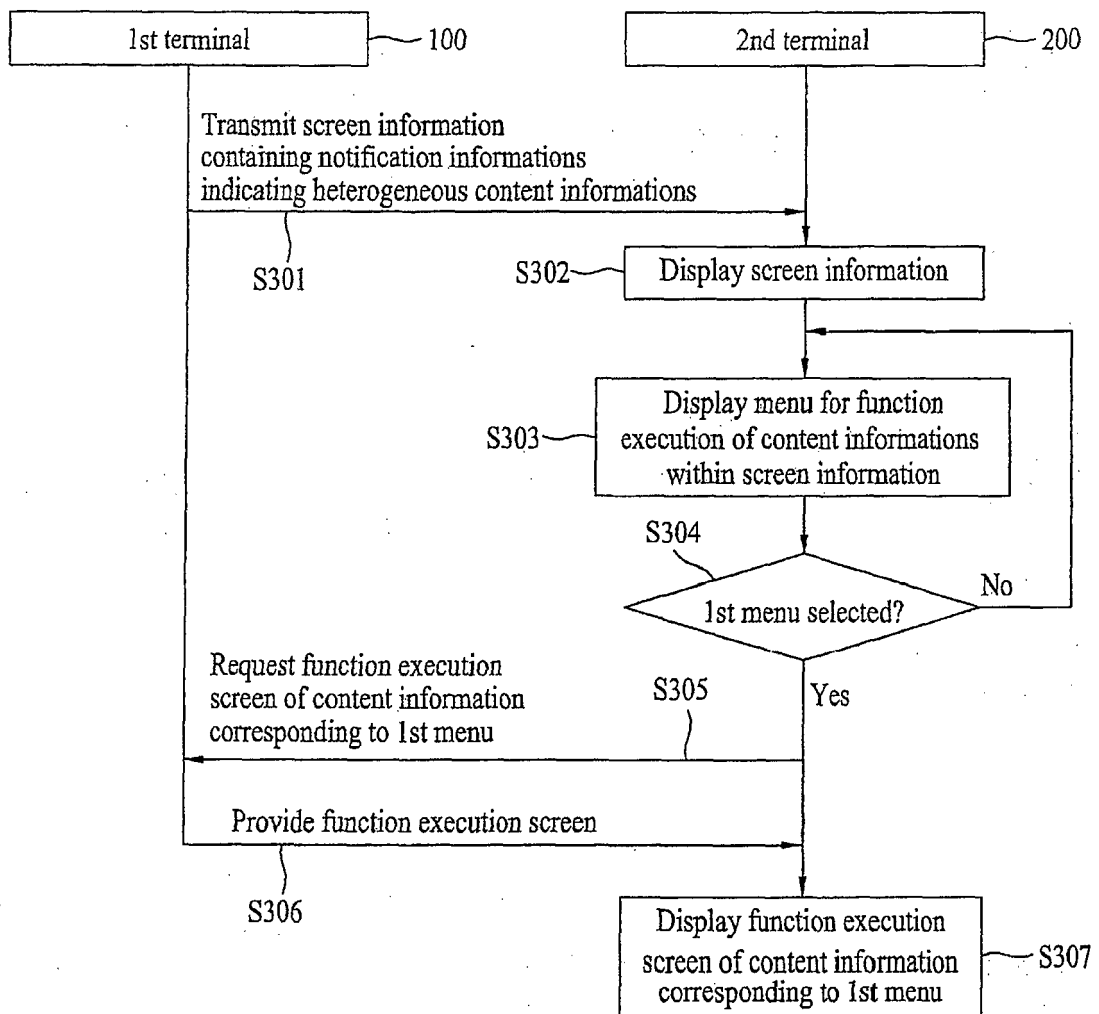 1st terminal
100
2nd terminal
200
Transmit screen information
containing notification informations
indicating heterogeneous content informations
S301
S302
Display screen information
S303
Display menu for function
execution of content informations
within screen information
S304
1st menu selected?
No
Yes
Request function execution
screen of content information
corresponding to 1st menu
S305
Provide function execution screen
S306
Display function execution
screen of content information
corresponding to 1st menu
S307